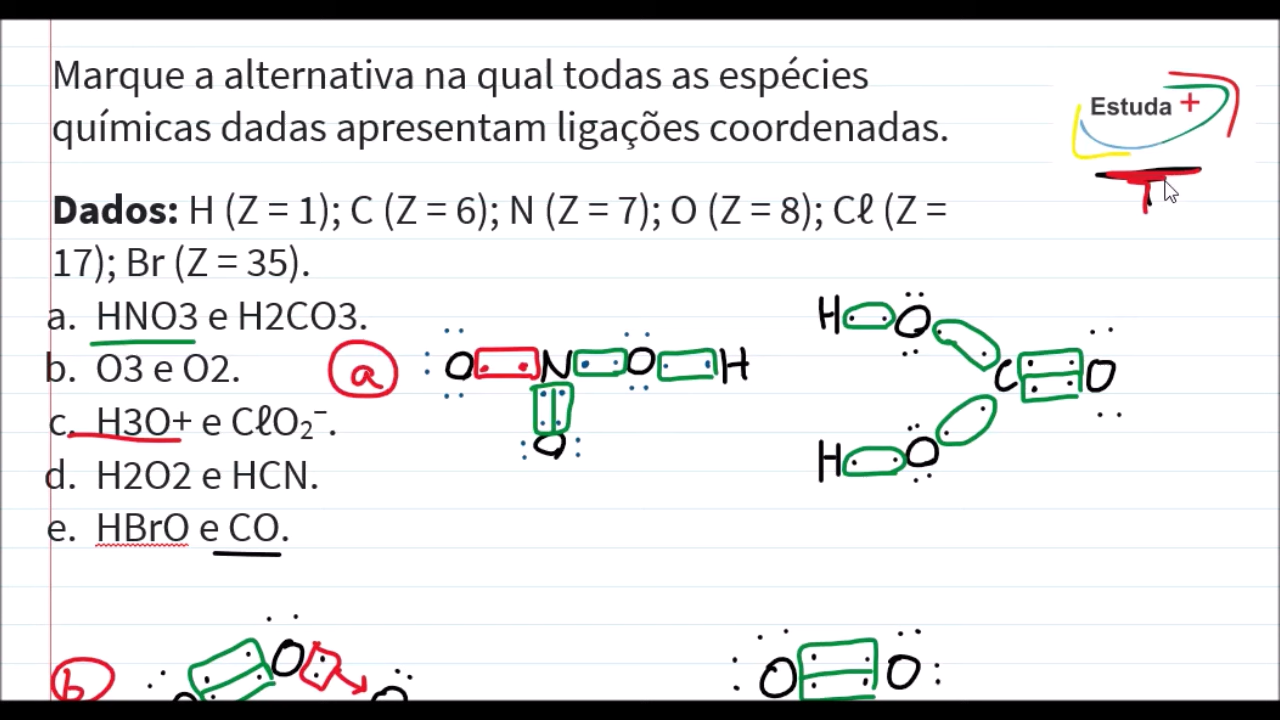 Marque a alternativa na qual todas as espécies
químicas dadas apresentam ligações coordenadas.
Estuda +
Dados: H (Z = 1); C (Z = 6); N (Z = 7); O (Z = 8); Cℓ (Z =
17); Br (Z = 35).
a. HNO3 e H2CO3.
b. O3 e O2.
c. H3O+ e CℓO₂⁻.
d. H2O2 e HCN.
e. HBrO e CO.
a
O N O H
O
H O
C O
H O
b
O
O O